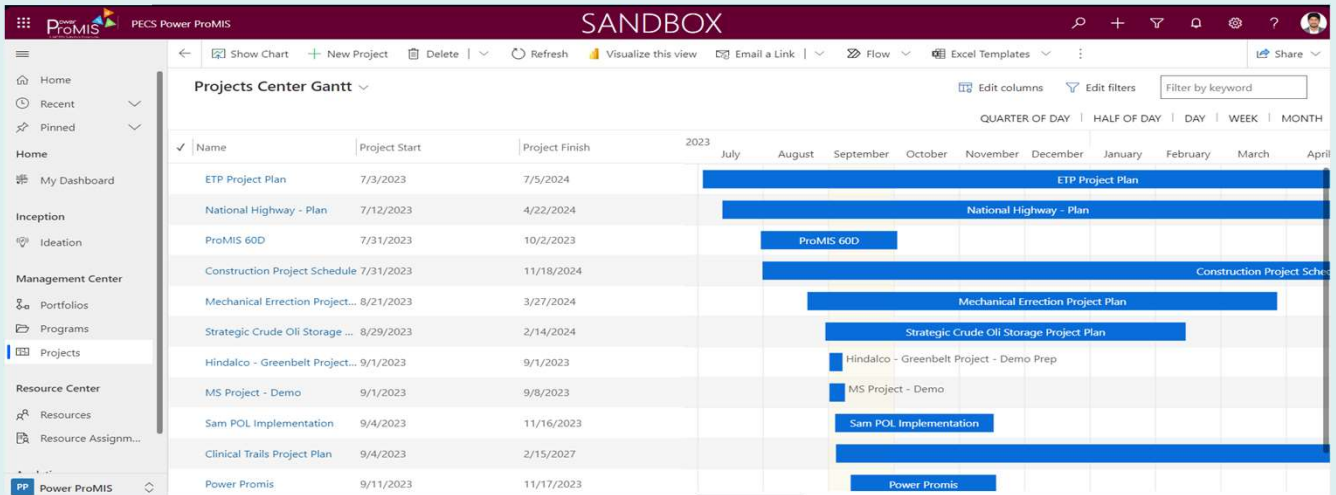 Power ProMIS PECS Power ProMIS SANDBOX ?
Show Chart New Project Delete Refresh Visualize this view Email a Link Flow Excel Templates Share
Home
Recent
Pinned
Home
My Dashboard
Inception
Ideation
Management Center
Portfolios
Programs
Projects
Resource Center
Resources
Resource Assignm...
PP Power ProMIS
Projects Center Gantt Edit columns Edit filters Filter by keyword
QUARTER OF DAY | HALF OF DAY | DAY | WEEK | MONTH
2023
Name Project Start Project Finish July August September October November December January February March April
ETP Project Plan 7/3/2023 7/5/2024 ETP Project Plan
National Highway - Plan 7/12/2023 4/22/2024 National Highway - Plan
ProMIS 60D 7/31/2023 10/2/2023 ProMIS 60D
Construction Project Schedule 7/31/2023 11/18/2024 Construction Project Sched
Mechanical Errection Project... 8/21/2023 3/27/2024 Mechanical Errection Project Plan
Strategic Crude Oli Storage ... 8/29/2023 2/14/2024 Strategic Crude Oli Storage Project Plan
Hindalco - Greenbelt Project... 9/1/2023 9/1/2023 Hindalco - Greenbelt Project - Demo Prep
MS Project - Demo 9/1/2023 9/8/2023 MS Project - Demo
Sam POL Implementation 9/4/2023 11/16/2023 Sam POL Implementation
Clinical Trails Project Plan 9/4/2023 2/15/2027
Power Promis 9/11/2023 11/17/2023 Power Promis